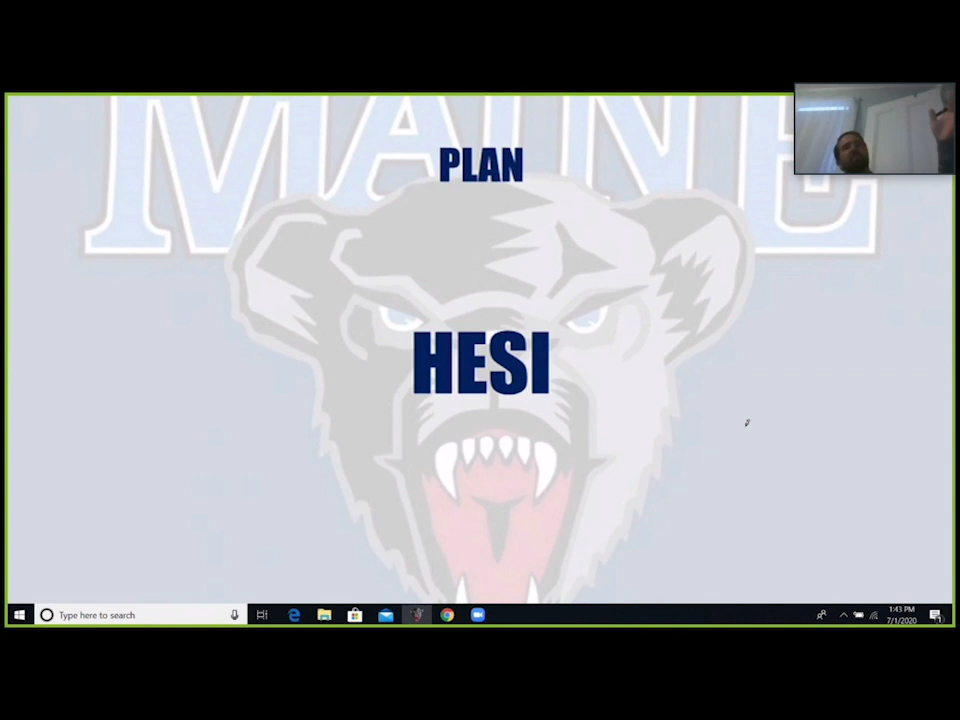 MAINE
PLAN
HESI
Type here to search
1:43 PM
7/1/2020